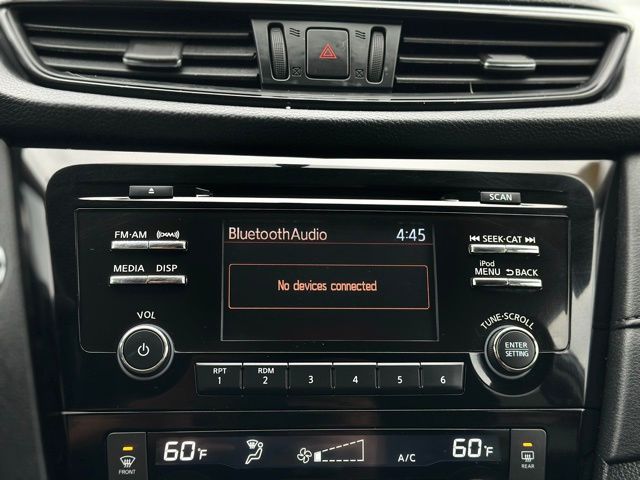 SCAN
FM·AM
XM
BluetoothAudio 4:45
SEEK·CAT
MEDIA DISP
iPod
MENU BACK
No devices connected
VOL
TUNE·SCROLL
ENTER
SETTING
RPT RDM
1 2 3 4 5 6
60°F A/C 60°F
FRONT REAR